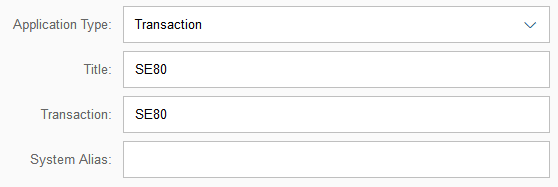 Application Type: Transaction
Title: SE80
Transaction: SE80
System Alias: